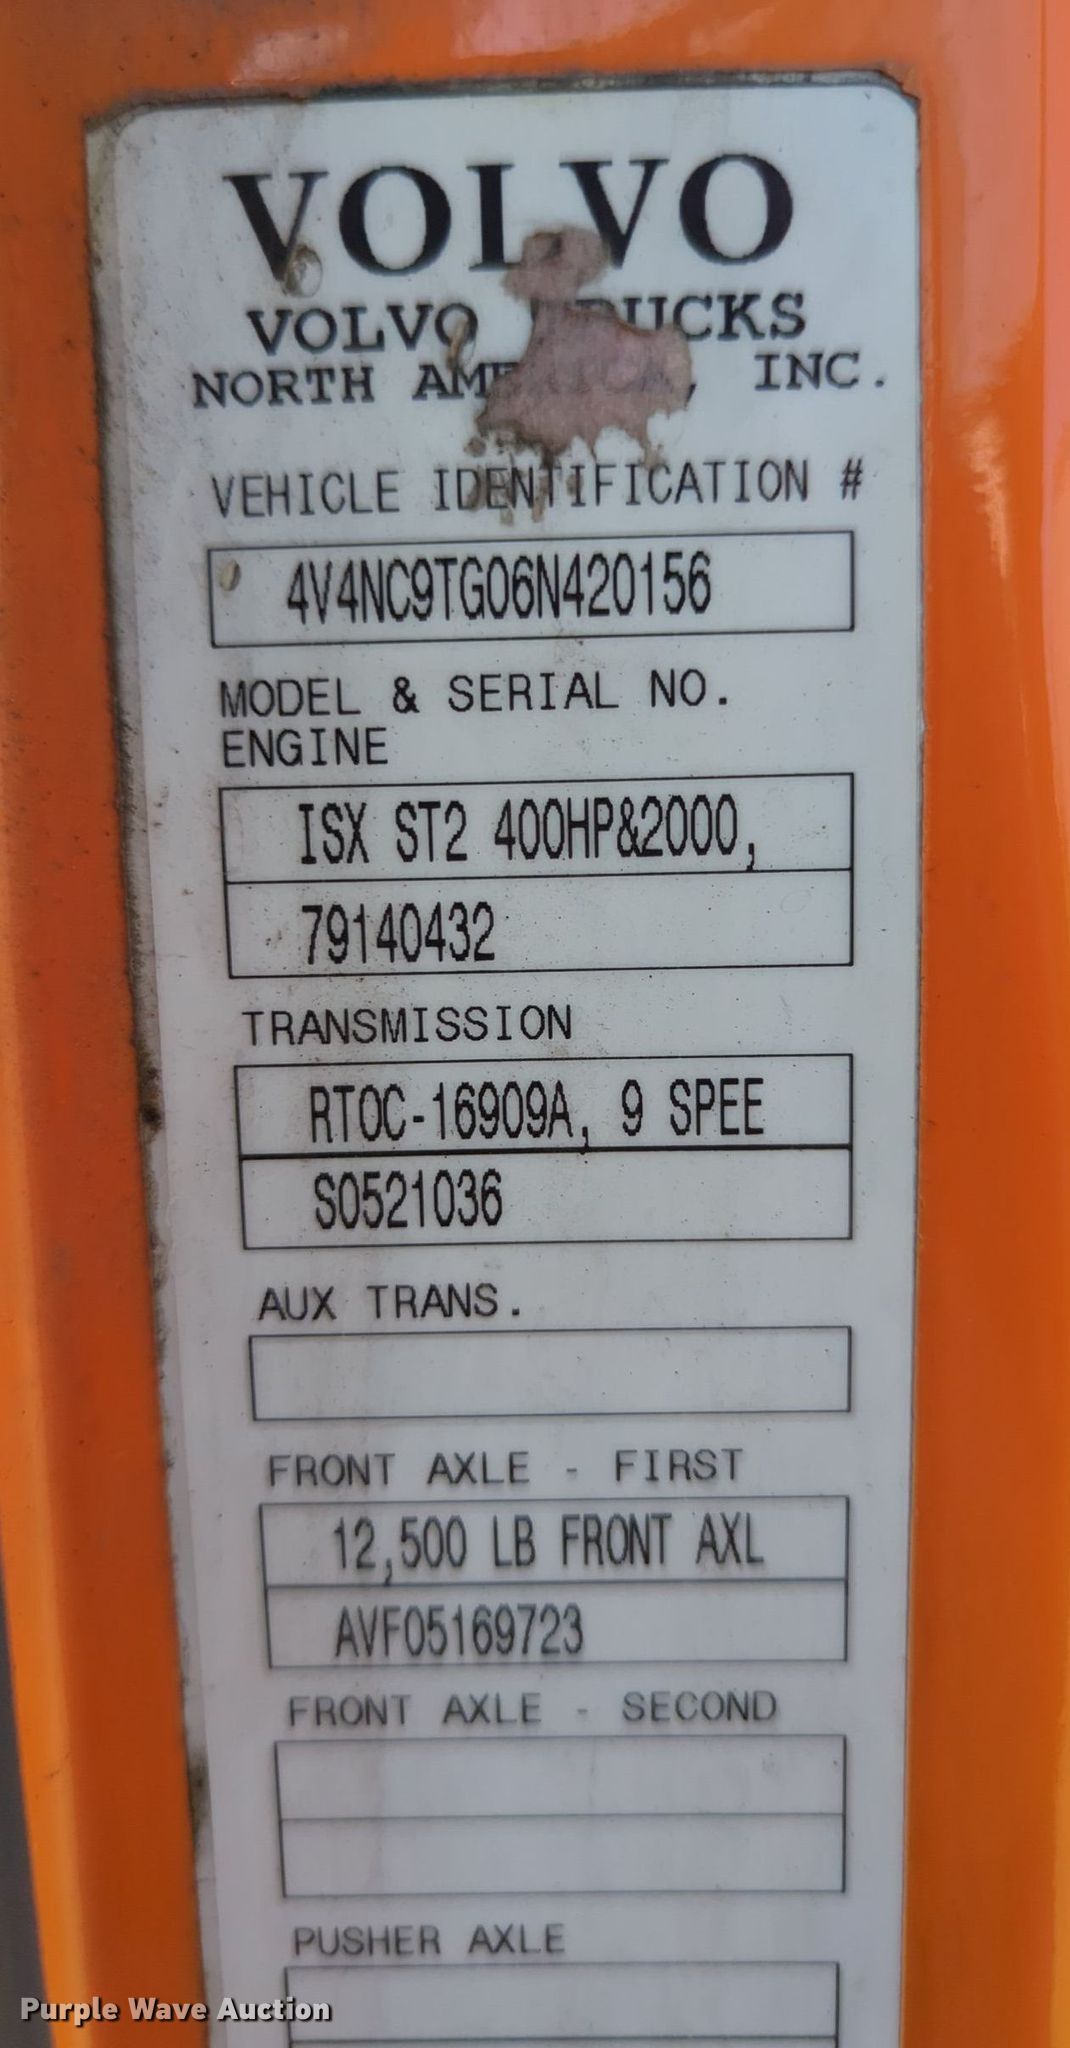 VOLVO
VOLVO TRUCKS
NORTH AMERICA, INC.
VEHICLE IDENTIFICATION #
4V4NC9TG06N420156
MODEL & SERIAL NO.
ENGINE
ISX ST2 400HP&2000,
79140432
TRANSMISSION
RTOC-16909A, 9 SPEE
S0521036
AUX TRANS.
FRONT AXLE - FIRST
12,500 LB FRONT AXL
AVF05169723
FRONT AXLE - SECOND
PUSHER AXLE
Purple Wave Auction